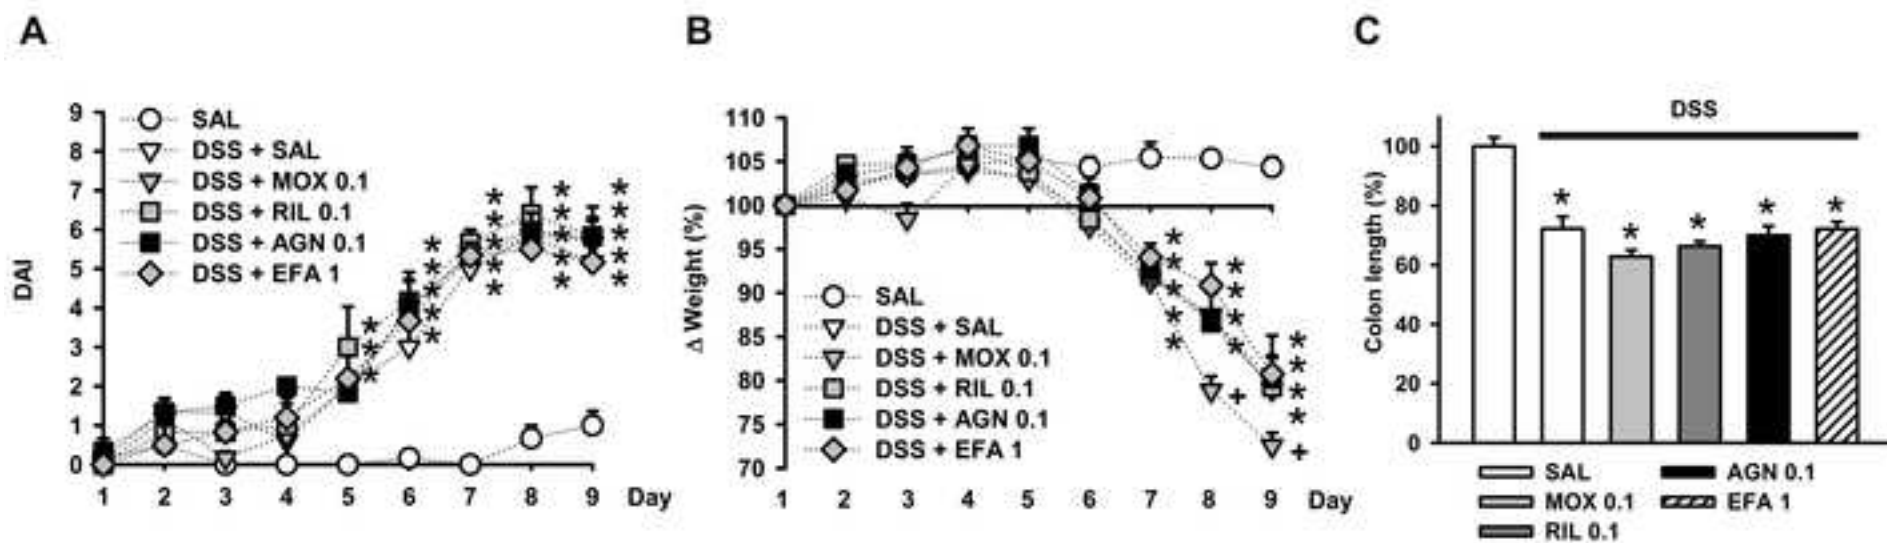 A
DAI
9
8
7
6
5
4
3
2
1
0
SAL
DSS + SAL
DSS + MOX 0.1
DSS + RIL 0.1
DSS + AGN 0.1
DSS + EFA 1
* * * * *
* * * * *
* * * * *
* * * * *
* * *
1 2 3 4 5 6 7 8 9 Day
B
Δ Weight (%)
110
105
100
95
90
85
80
75
70
SAL
DSS + SAL
DSS + MOX 0.1
DSS + RIL 0.1
DSS + AGN 0.1
DSS + EFA 1
* * * * *
* * * *
+
* * * *
+
1 2 3 4 5 6 7 8 9 Day
C
DSS
Colon length (%)
100
80
60
40
20
0
* * * * *
SAL
MOX 0.1
RIL 0.1
AGN 0.1
EFA 1